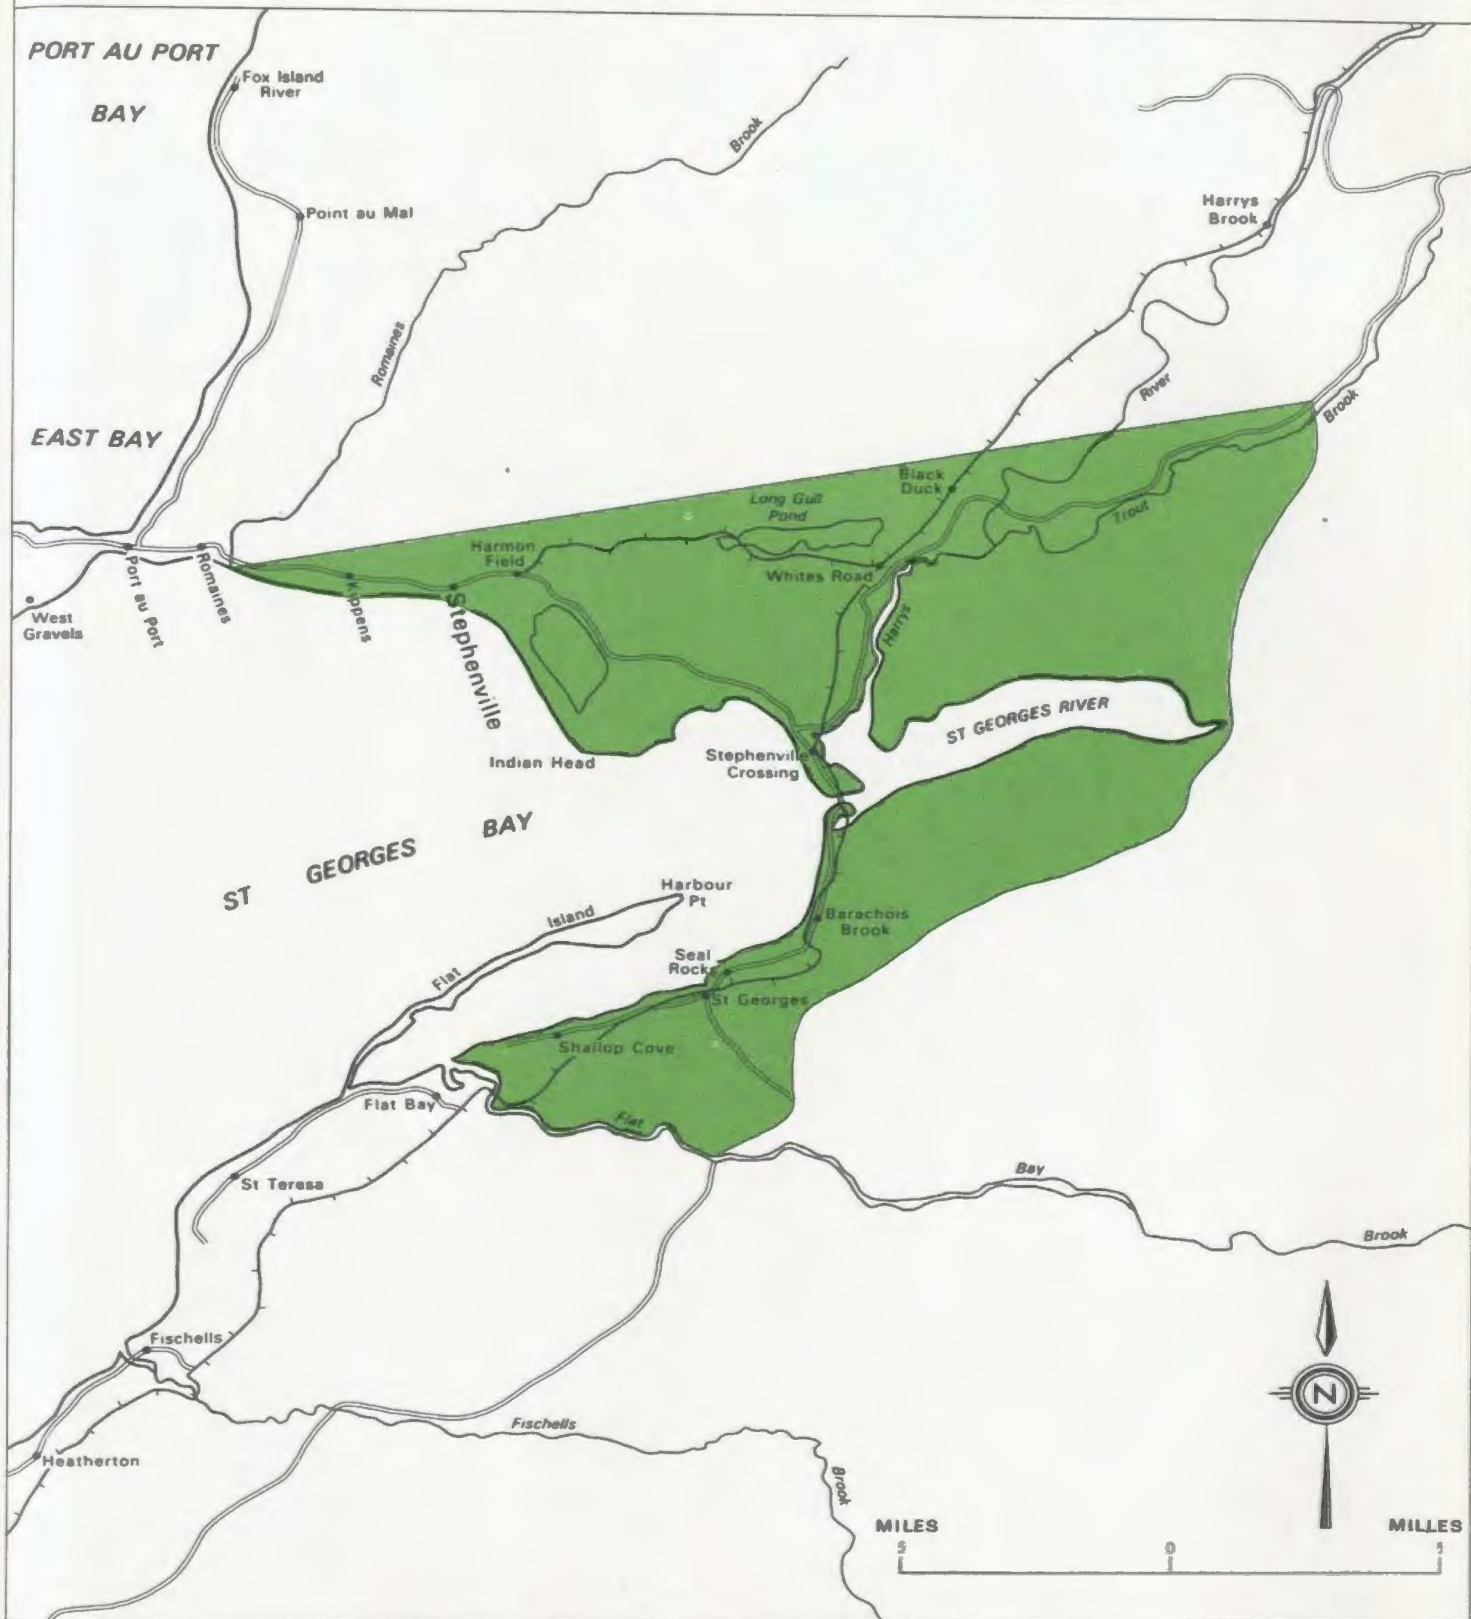 PORT AU PORT
BAY
Fox Island
River
Brook
Point au Mal
Harrys
Brook
Romaines
River
EAST BAY
Brook
Black
Duck
Long Gull
Pond
Trout
Harmon
Field
Whites Road
West
Gravels
Port au Port
Romaines
Kippens
Stephenville
Harrys
ST GEORGES RIVER
Indian Head
Stephenville
Crossing
ST GEORGES BAY
Harbour
Pt
Island
Flat
Barachois
Brook
Seal
Rocks
St Georges
Shallop Cove
Flat Bay
Flat
St Teresa
Bay
Brook
Fischells
N
Fischells
Heatherton
Brook
MILES MILLES
5 0 5